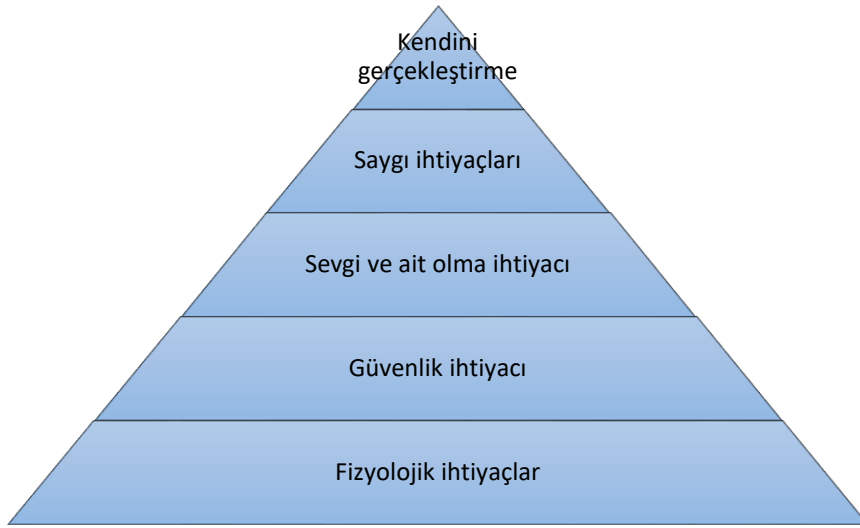 Kendini
gerçekleştirme
Saygı ihtiyaçları
Sevgi ve ait olma ihtiyacı
Güvenlik ihtiyacı
Fizyolojik ihtiyaçlar